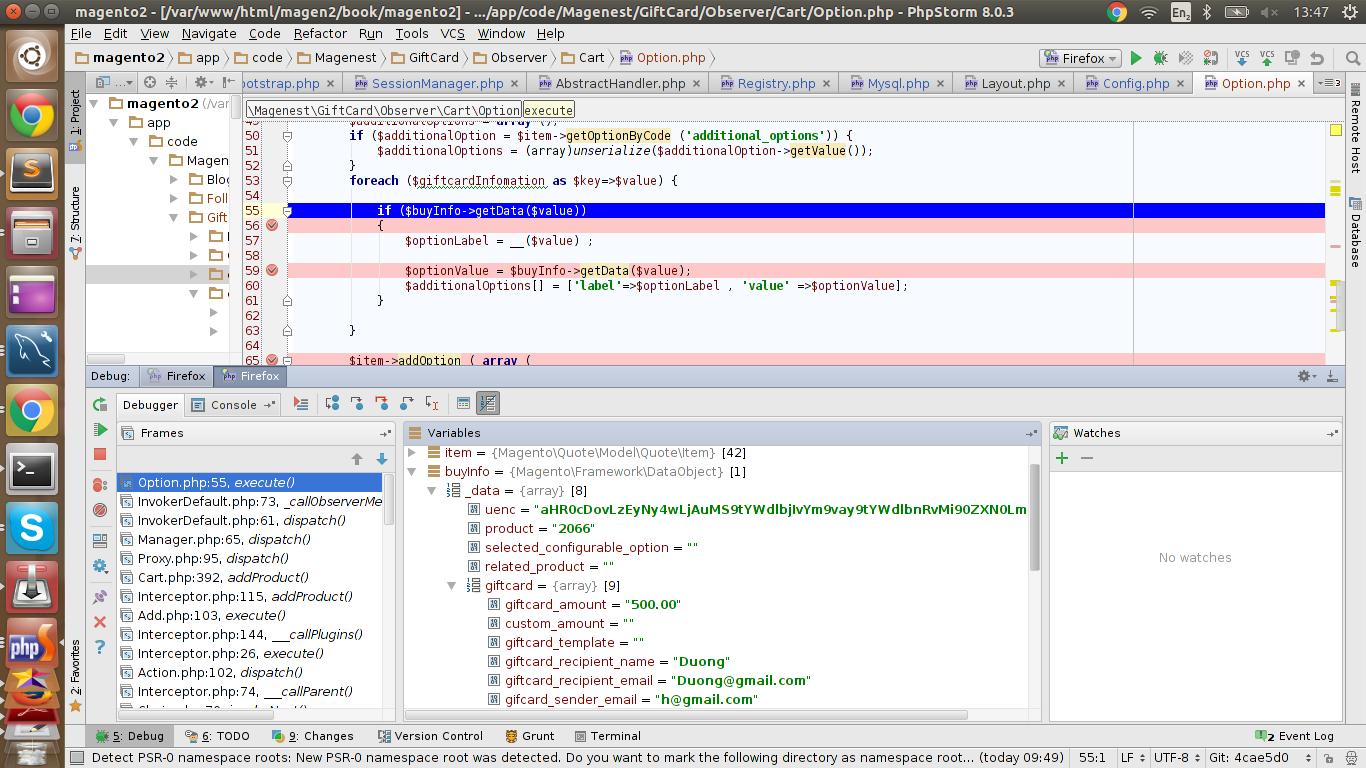 magento2 - [/var/www/html/magen2/book/magento2] - .../app/code/Magenest/GiftCard/Observer/Cart/Option.php - PhpStorm 8.0.3
En2 13:47
File Edit View Navigate Code Refactor Run Tools VCS Window Help
magento2 app code Magenest GiftCard Observer Cart Option.php Firefox VCS VCS
ootstrap.php SessionManager.php AbstractHandler.php Registry.php Mysql.php Layout.php Config.php Option.php 3
1: Project
2: Structure
2: Favorites
Remote Host
Database
magento2 (/var
app
code
Magen
Blo
Foll
Gift
\Magenest\GiftCard\Observer\Cart\Option execute
49 $additionalOptions = array ();
50 if ($additionalOption = $item->getOptionByCode ('additional_options')) {
51 $additionalOptions = (array)unserialize($additionalOption->getValue());
52 }
53 foreach ($giftcardInfomation as $key=>$value) {
54
55 if ($buyInfo->getData($value))
56 {
57 $optionLabel = __($value) ;
58
59 $optionValue = $buyInfo->getData($value);
60 $additionalOptions[] = ['label'=>$optionLabel , 'value' =>$optionValue];
61 }
62
63 }
64
65 $item->addOption ( array (
Debug: Firefox Firefox
Debugger Console
Frames
Option.php:55, execute()
InvokerDefault.php:73, _callObserverMe
InvokerDefault.php:61, dispatch()
Manager.php:65, dispatch()
Proxy.php:95, dispatch()
Cart.php:392, addProduct()
Interceptor.php:115, addProduct()
Add.php:103, execute()
Interceptor.php:144, ___callPlugins()
Interceptor.php:26, execute()
Action.php:102, dispatch()
Interceptor.php:74, ___callParent()
Variables
item = {Magento\Quote\Model\Quote\Item} [42]
buyInfo = {Magento\Framework\DataObject} [1]
_data = {array} [8]
uenc = "aHR0cDovLzEyNy4wLjAuMS9tYWdlbjIvYm9vay9tYWdlbnRvMi90ZXN0Lm
product = "2066"
selected_configurable_option = ""
related_product = ""
giftcard = {array} [9]
giftcard_amount = "500.00"
custom_amount = ""
giftcard_template = ""
giftcard_recipient_name = "Duong"
giftcard_recipient_email = "Duong@gmail.com"
gifcard_sender_email = "h@gmail.com"
Watches
No watches
5: Debug 6: TODO 9: Changes Version Control Grunt Terminal 2 Event Log
Detect PSR-0 namespace roots: New PSR-0 namespace root was detected. Do you want to mark the following directory as namespace root... (today 09:49) 55:1 LF UTF-8 Git: 4cae5d0